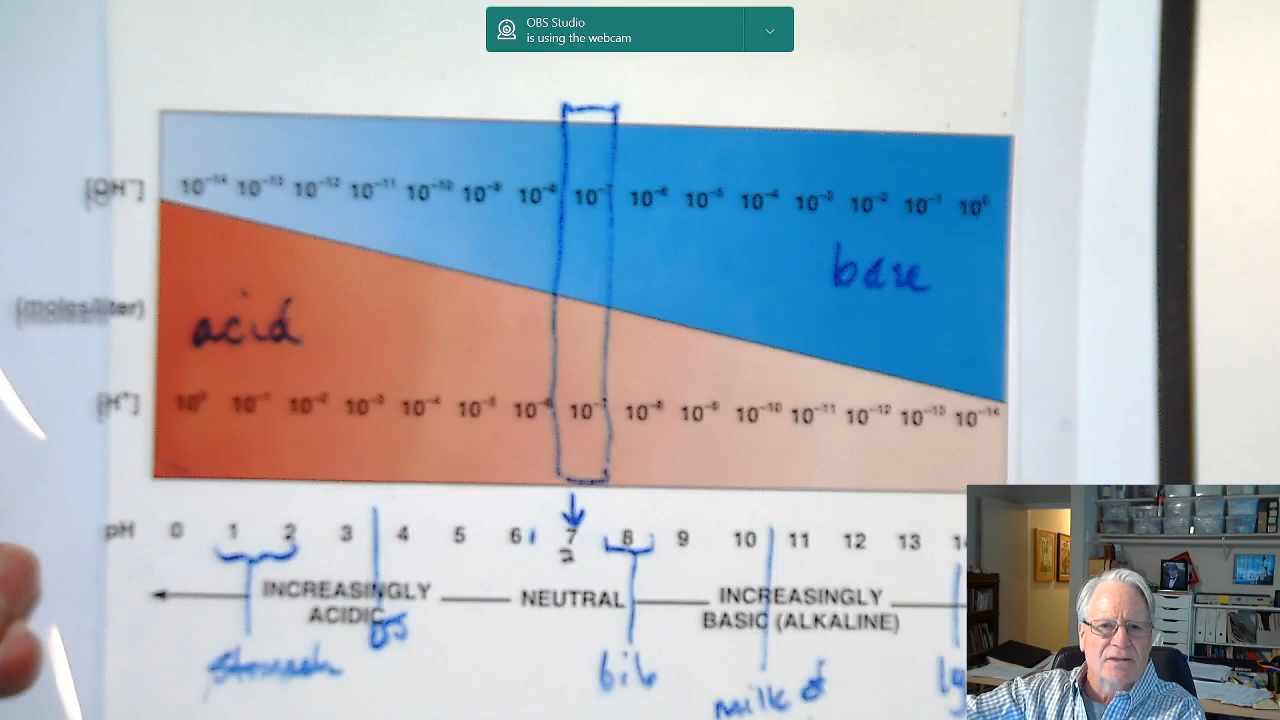 OBS Studio
is using the webcam
[OH⁻] 10⁻¹⁴ 10⁻¹³ 10⁻¹² 10⁻¹¹ 10⁻¹⁰ 10⁻⁹ 10⁻⁸ 10⁻⁷ 10⁻⁶ 10⁻⁵ 10⁻⁴ 10⁻³ 10⁻² 10⁻¹ 10⁰
base
(moles/liter)
acid
[H⁺] 10⁰ 10⁻¹ 10⁻² 10⁻³ 10⁻⁴ 10⁻⁵ 10⁻⁶ 10⁻⁷ 10⁻⁸ 10⁻⁹ 10⁻¹⁰ 10⁻¹¹ 10⁻¹² 10⁻¹³ 10⁻¹⁴
pH 0 1 2 3 4 5 6 7 8 9 10 11 12 13
INCREASINGLY ACIDIC
NEUTRAL
INCREASINGLY BASIC (ALKALINE)
OJ
stomach
milk of